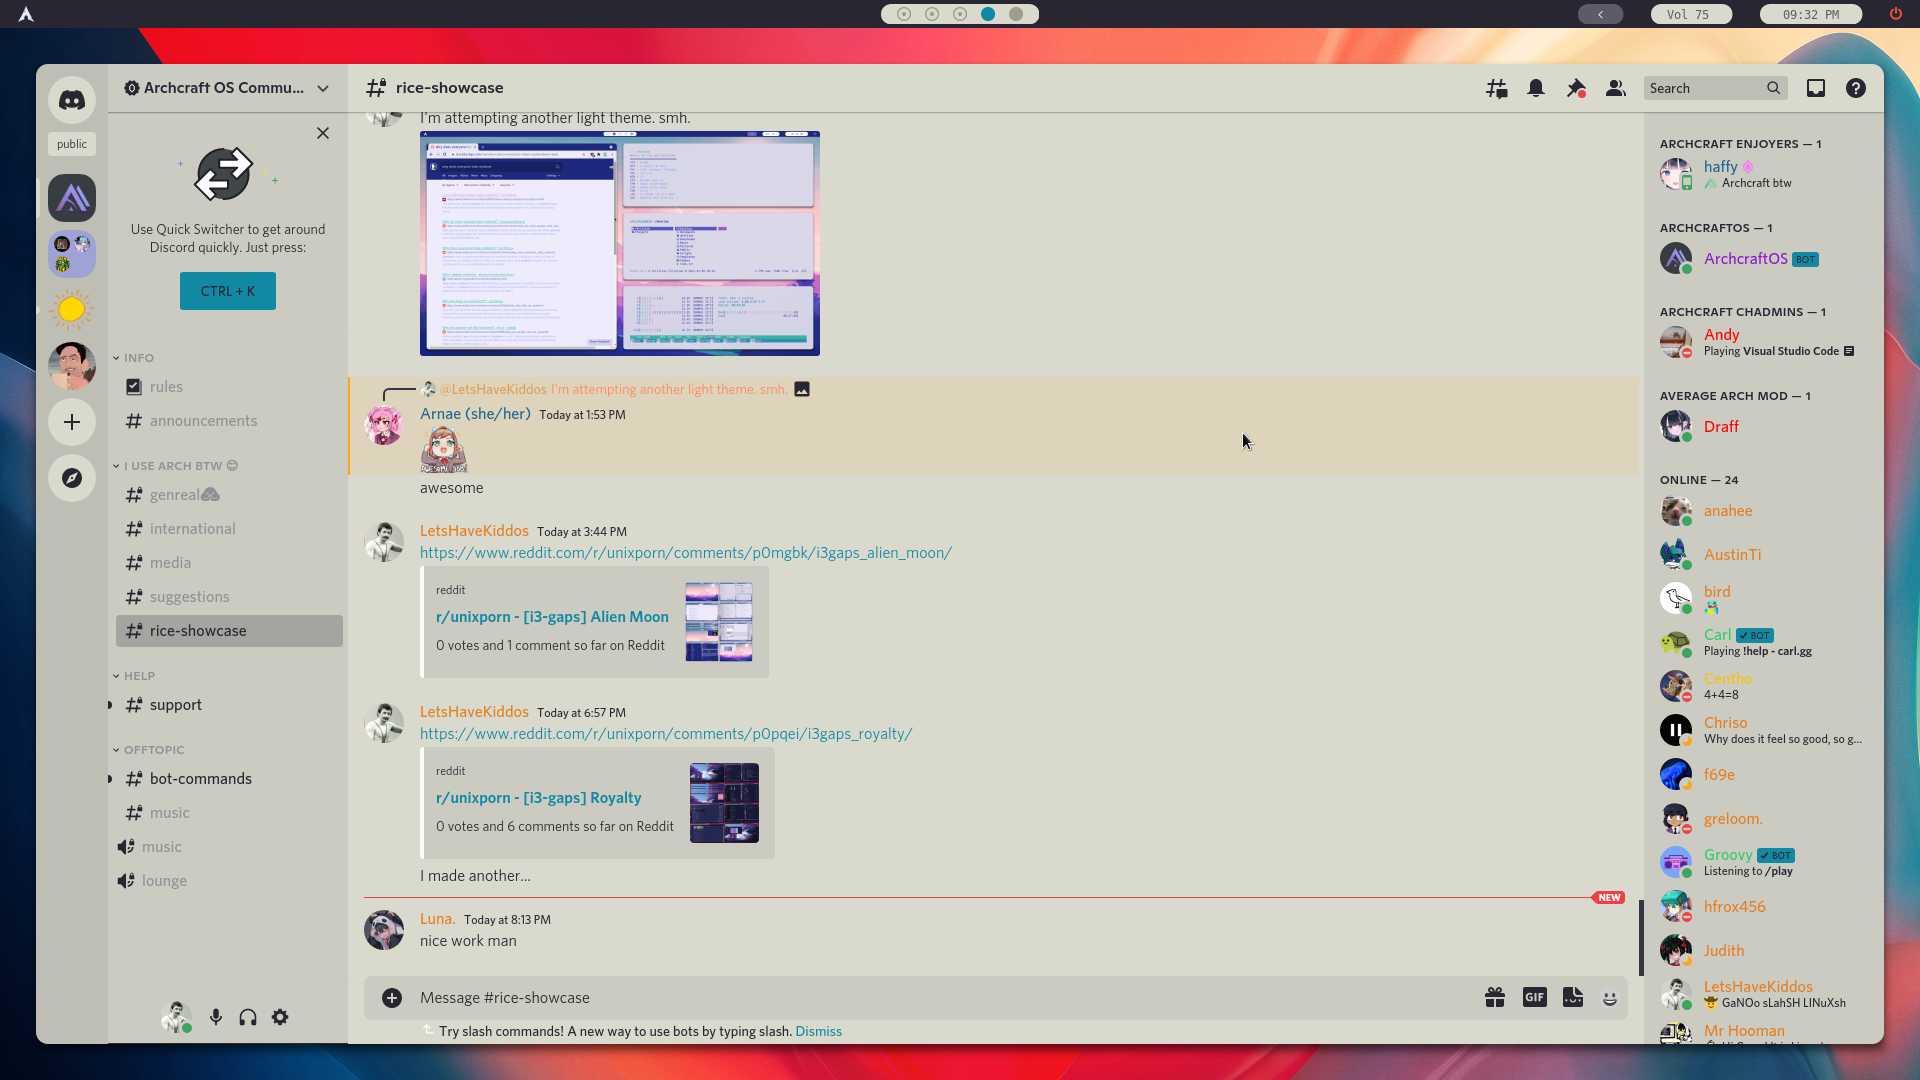 Vol 75
09:32 PM
public
Archcraft OS Commu...
Use Quick Switcher to get around
Discord quickly. Just press:
CTRL + K
INFO
rules
announcements
I USE ARCH BTW 😊
genreal
international
media
suggestions
rice-showcase
HELP
support
OFFTOPIC
bot-commands
music
music
lounge
rice-showcase
Search
I'm attempting another light theme. smh.
@LetsHaveKiddos I'm attempting another light theme. smh.
Arnae (she/her) Today at 1:53 PM
awesome
LetsHaveKiddos Today at 3:44 PM
https://www.reddit.com/r/unixporn/comments/p0mgbk/i3gaps_alien_moon/
reddit
r/unixporn - [i3-gaps] Alien Moon
0 votes and 1 comment so far on Reddit
LetsHaveKiddos Today at 6:57 PM
https://www.reddit.com/r/unixporn/comments/p0pqei/i3gaps_royalty/
reddit
r/unixporn - [i3-gaps] Royalty
0 votes and 6 comments so far on Reddit
I made another...
NEW
Luna. Today at 8:13 PM
nice work man
Message #rice-showcase
GIF
Try slash commands! A new way to use bots by typing slash. Dismiss
ARCHCRAFT ENJOYERS — 1
haffy
Archcraft btw
ARCHCRAFTOS — 1
ArchcraftOS BOT
ARCHCRAFT CHADMINS — 1
Andy
Playing Visual Studio Code
AVERAGE ARCH MOD — 1
Draff
ONLINE — 24
anahee
AustinTi
bird
Carl ✓ BOT
Playing !help - carl.gg
Centho
4+4=8
Chriso
Why does it feel so good, so g...
f69e
greloom.
Groovy ✓ BOT
Listening to /play
hfrox456
Judith
LetsHaveKiddos
🤠 GaNOo sLahSH LINuXsh
Mr Hooman